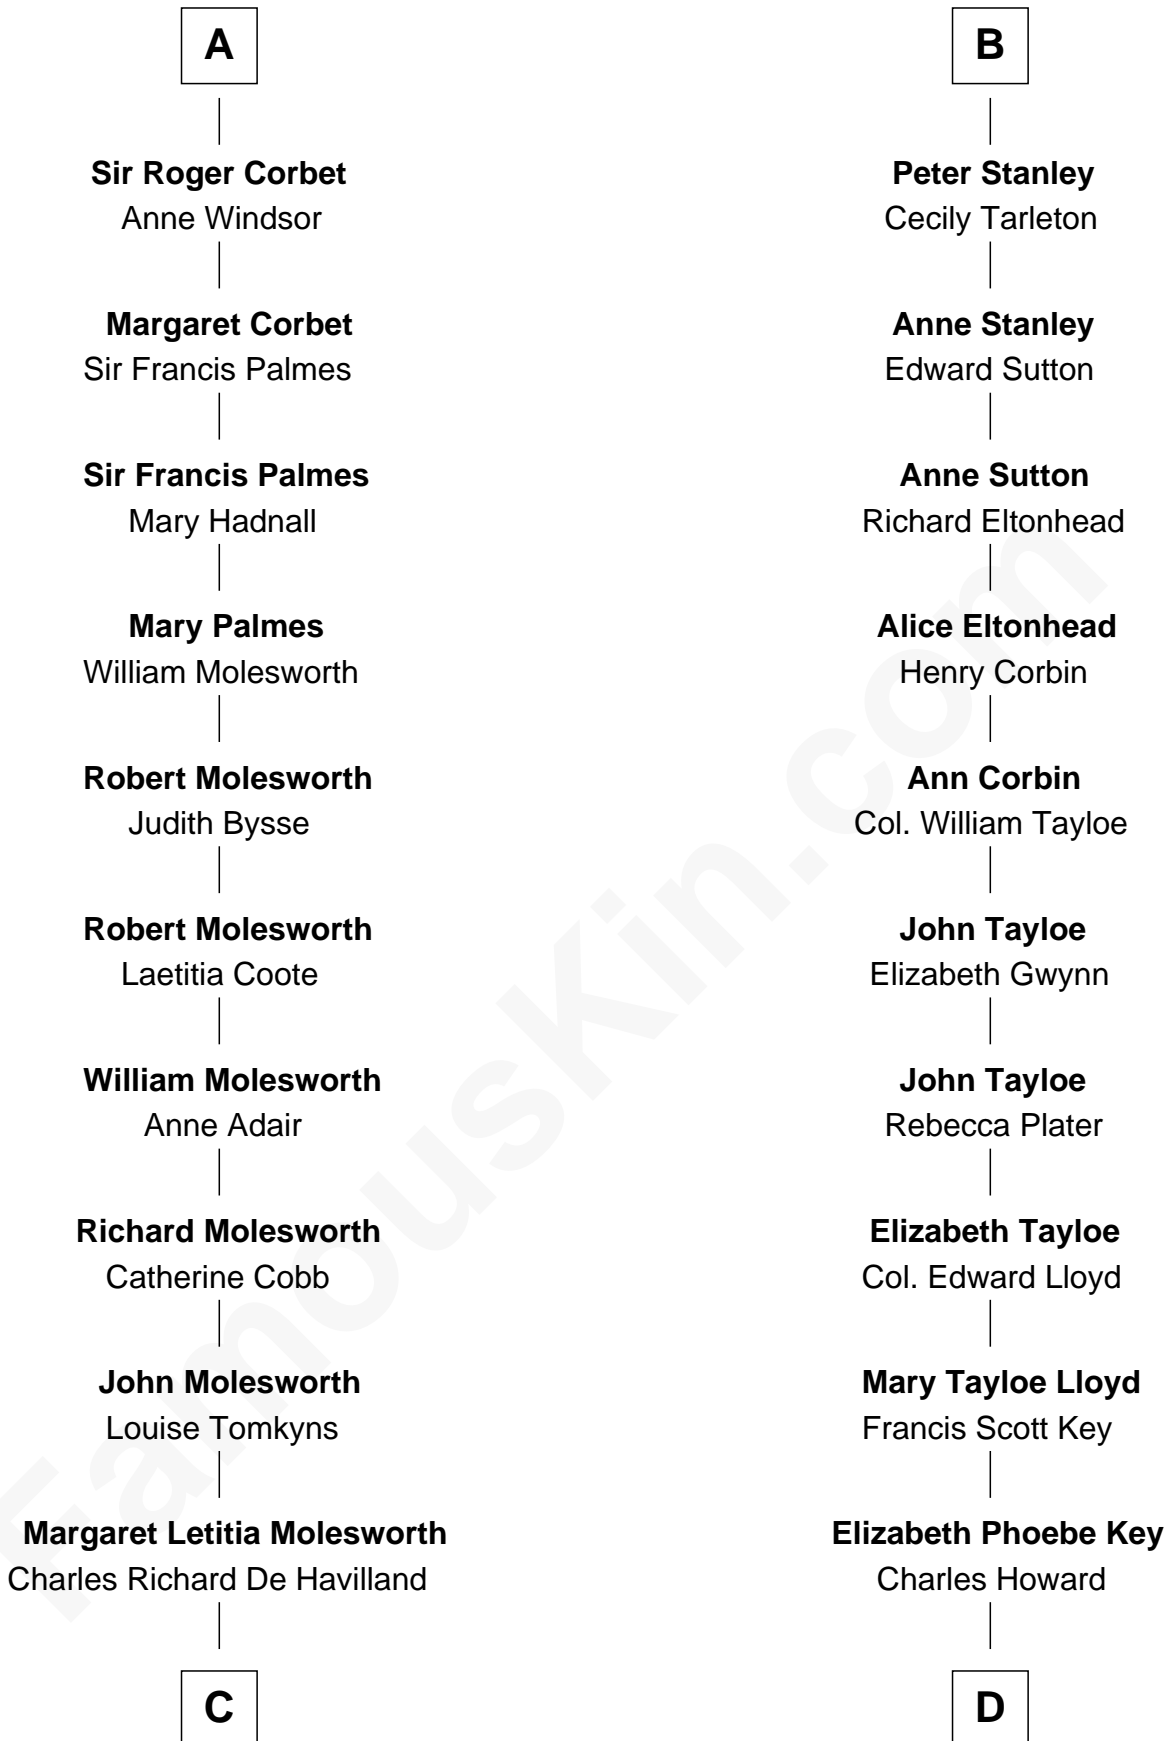 A
Sir Roger Corbet
Anne Windsor
Margaret Corbet
Sir Francis Palmes
Sir Francis Palmes
Mary Hadnall
Mary Palmes
William Molesworth
Robert Molesworth
Judith Bysse
Robert Molesworth
Laetitia Coote
William Molesworth
Anne Adair
Richard Molesworth
Catherine Cobb
John Molesworth
Louise Tomkyns
Margaret Letitia Molesworth
Charles Richard De Havilland
C
B
Peter Stanley
Cecily Tarleton
Anne Stanley
Edward Sutton
Anne Sutton
Richard Eltonhead
Alice Eltonhead
Henry Corbin
Ann Corbin
Col. William Tayloe
John Tayloe
Elizabeth Gwynn
John Tayloe
Rebecca Plater
Elizabeth Tayloe
Col. Edward Lloyd
Mary Tayloe Lloyd
Francis Scott Key
Elizabeth Phoebe Key
Charles Howard
D
FamousKin.com